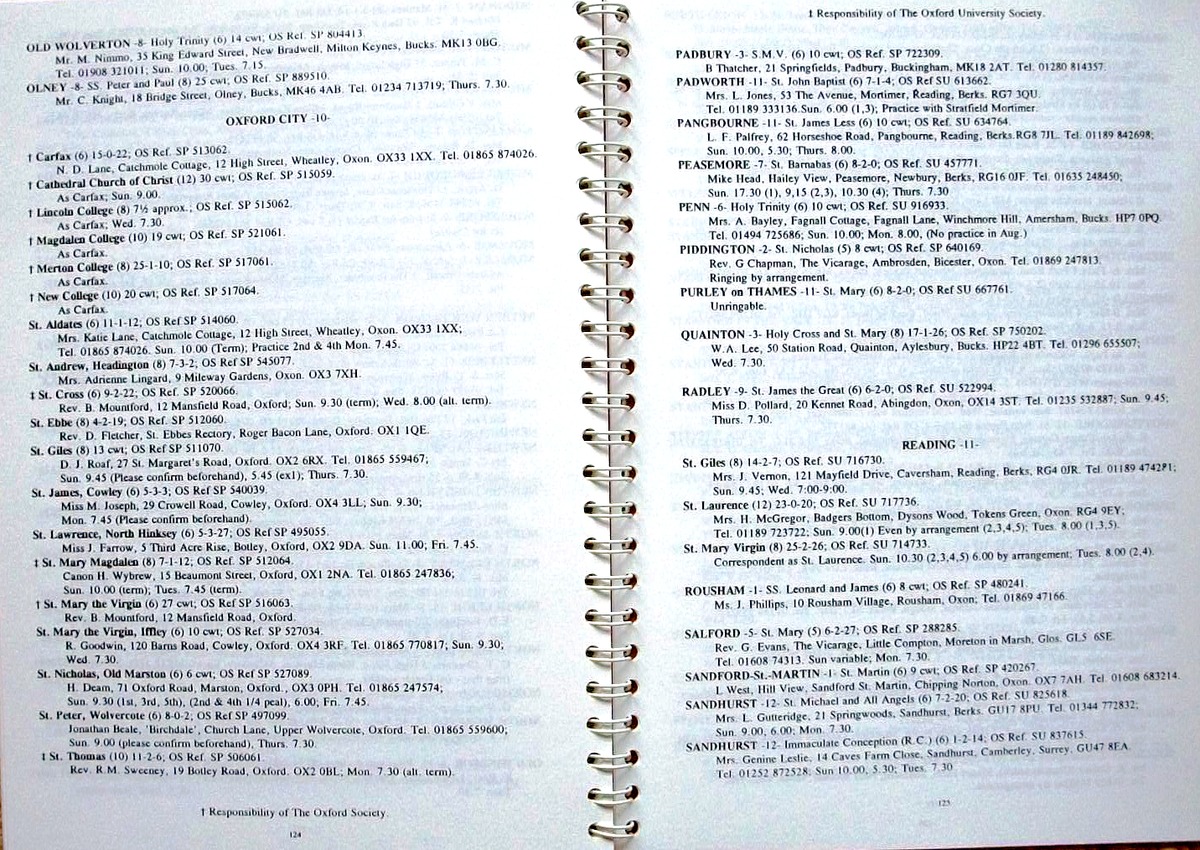 OLD WOLVERTON -8- Holy Trinity (6) 14 cwt; OS Ref. SP 804413.
Mr. M. Nimmo, 35 King Edward Street, New Bradwell, Milton Keynes, Bucks. MK13 0BG.
Tel. 01908 321011; Sun. 10.00; Tues. 7.15.
OLNEY -8- SS. Peter and Paul (8) 25 cwt; OS Ref. SP 889510.
Mr. C. Knight, 18 Bridge Street, Olney, Bucks, MK46 4AB. Tel. 01234 713719; Thurs. 7.30.
OXFORD CITY -10-
† Carfax (6) 15-0-22; OS Ref. SP 513062.
N. D. Lane, Catchmole Cottage, 12 High Street, Wheatley, Oxon. OX33 1XX. Tel. 01865 874026.
† Cathedral Church of Christ (12) 30 cwt; OS Ref. SP 515059.
As Carfax; Sun. 9.00.
† Lincoln College (8) 7½ approx.; OS Ref. SP 515062.
As Carfax; Wed. 7.30.
† Magdalen College (10) 19 cwt; OS Ref. SP 521061.
As Carfax.
† Merton College (8) 25-1-10; OS Ref. SP 517061.
As Carfax.
† New College (10) 20 cwt; OS Ref. SP 517064.
As Carfax.
St. Aldates (6) 11-1-12; OS Ref SP 514060.
Mrs. Katie Lane, Catchmole Cottage, 12 High Street, Wheatley, Oxon. OX33 1XX;
Tel. 01865 874026. Sun. 10.00 (Term); Practice 2nd & 4th Mon. 7.45.
St. Andrew, Headington (8) 7-3-2; OS Ref SP 545077.
Mrs. Adrienne Lingard, 9 Mileway Gardens, Oxon. OX3 7XH.
‡ St. Cross (6) 9-2-22; OS Ref. SP 520066.
Rev. B. Mountford, 12 Mansfield Road, Oxford; Sun. 9.30 (term); Wed. 8.00 (alt. term).
St. Ebbe (8) 4-2-19; OS Ref. SP 512060.
Rev. D. Fletcher, St. Ebbes Rectory, Roger Bacon Lane, Oxford. OX1 1QE.
St. Giles (8) 13 cwt; OS Ref. SP 511070.
D. J. Roaf, 27 St. Margaret's Road, Oxford. OX2 6RX. Tel. 01865 559467;
Sun. 9.45 (Please confirm beforehand), 5.45 (ex1); Thurs. 7.30.
St. James, Cowley (6) 5-3-3; OS Ref SP 540039.
Miss M. Joseph, 29 Crowell Road, Cowley, Oxford. OX4 3LL; Sun. 9.30;
Mon. 7.45 (Please confirm beforehand).
St. Lawrence, North Hinksey (6) 5-3-27; OS Ref SP 495055.
Miss J. Farrow, 5 Third Acre Rise, Botley, Oxford, OX2 9DA. Sun. 11.00; Fri. 7.45.
‡ St. Mary Magdalen (8) 7-1-12; OS Ref. SP 512064.
Canon H. Wybrew, 15 Beaumont Street, Oxford, OX1 2NA. Tel. 01865 247836;
Sun. 10.00 (term); Tues. 7.45 (term).
† St. Mary the Virgin (6) 27 cwt; OS Ref SP 516063.
Rev. B. Mountford, 12 Mansfield Road, Oxford.
St. Mary the Virgin, Iffley (6) 10 cwt; OS Ref. SP 527034.
R. Goodwin, 120 Barns Road, Cowley, Oxford. OX4 3RF. Tel. 01865 770817; Sun. 9.30;
Wed. 7.30.
St. Nicholas, Old Marston (6) 6 cwt; OS Ref SP 527089.
H. Deam, 71 Oxford Road, Marston, Oxford., OX3 0PH. Tel. 01865 247574;
Sun. 9.30 (1st, 3rd, 5th), (2nd & 4th 1/4 peal), 6.00; Fri. 7.45.
St. Peter, Wolvercote (6) 8-0-2; OS Ref SP 497099.
Jonathan Beale, 'Birchdale', Church Lane, Upper Wolvercote, Oxford. Tel. 01865 559600;
Sun. 9.00 (please confirm beforehand), Thurs. 7.30.
‡ St. Thomas (10) 11-2-6; OS Ref. SP 506061.
Rev. R.M. Sweeney, 19 Botley Road, Oxford. OX2 0BL; Mon. 7.30 (alt. term).
† Responsibility of The Oxford Society.
124
‡ Responsibility of The Oxford University Society.
PADBURY -3- S.M.V. (6) 10 cwt; OS Ref. SP 722309.
B Thatcher, 21 Springfields, Padbury, Buckingham, MK18 2AT. Tel. 01280 814357.
PADWORTH -11- St. John Baptist (6) 7-1-4; OS Ref SU 613662.
Mrs. L. Jones, 53 The Avenue, Mortimer, Reading, Berks. RG7 3QU.
Tel. 01189 333136 Sun. 6.00 (1,3); Practice with Stratfield Mortimer.
PANGBOURNE -11- St. James Less (6) 10 cwt; OS Ref. SU 634764.
L. F. Palfrey, 62 Horseshoe Road, Pangbourne, Reading, Berks.RG8 7JL. Tel. 01189 842698;
Sun. 10.00, 5.30; Thurs. 8.00.
PEASEMORE -7- St. Barnabas (6) 8-2-0; OS Ref. SU 457771.
Mike Head, Hailey View, Peasemore, Newbury, Berks, RG16 0JF. Tel. 01635 248450;
Sun. 17.30 (1), 9,15 (2,3), 10.30 (4); Thurs. 7.30
PENN -6- Holy Trinity (6) 10 cwt; OS Ref. SU 916933.
Mrs. A. Bayley, Fagnall Cottage, Fagnall Lane, Winchmore Hill, Amersham, Bucks. HP7 0PQ.
Tel. 01494 725686; Sun. 10.00; Mon. 8.00, (No practice in Aug.)
PIDDINGTON -2- St. Nicholas (5) 8 cwt; OS Ref. SP 640169.
Rev. G Chapman, The Vicarage, Ambrosden, Bicester, Oxon. Tel. 01869 247813.
Ringing by arrangement.
PURLEY on THAMES -11- St. Mary (6) 8-2-0; OS Ref SU 667761.
Unringable.
QUAINTON -3- Holy Cross and St. Mary (8) 17-1-26; OS Ref. SP 750202.
W.A. Lee, 50 Station Road, Quainton, Aylesbury, Bucks. HP22 4BT. Tel. 01296 655507;
Wed. 7.30.
RADLEY -9- St. James the Great (6) 6-2-0; OS Ref. SU 522994.
Miss D. Pollard, 20 Kennet Road, Abingdon, Oxon, OX14 3ST. Tel. 01235 532887; Sun. 9.45;
Thurs. 7.30.
READING -11-
St. Giles (8) 14-2-7; OS Ref. SU 716730.
Mrs. J. Vernon, 121 Mayfield Drive, Caversham, Reading, Berks, RG4 0JR. Tel. 01189 474281;
Sun. 9.45; Wed. 7:00-9:00.
St. Laurence (12) 23-0-20; OS Ref. SU 717736.
Mrs. H. McGregor, Badgers Bottom, Dysons Wood, Tokens Green, Oxon. RG4 9EY;
Tel. 01189 723722; Sun. 9.00(1) Even by arrangement (2,3,4,5); Tues. 8.00 (1,3,5).
St. Mary Virgin (8) 25-2-26; OS Ref. SU 714733.
Correspondent as St. Laurence. Sun. 10.30 (2,3,4,5) 6.00 by arrangement; Tues. 8.00 (2,4).
ROUSHAM -1- SS. Leonard and James (6) 8 cwt; OS Ref. SP 480241.
Ms. J. Phillips, 10 Rousham Village, Rousham, Oxon; Tel. 01869 47166.
SALFORD -5- St. Mary (5) 6-2-27; OS Ref. SP 288285.
Rev. G. Evans, The Vicarage, Little Compton, Moreton in Marsh, Glos. GL5 6SE.
Tel. 01608 74313. Sun variable; Mon. 7.30.
SANDFORD-St.-MARTIN -1- St. Martin (6) 9 cwt; OS Ref. SP 420267.
L West, Hill View, Sandford St. Martin, Chipping Norton, Oxon. OX7 7AH. Tel. 01608 683214.
SANDHURST -12- St. Michael and All Angels (6) 7-2-20; OS Ref. SU 825618.
Mrs. L. Gutteridge, 21 Springwoods, Sandhurst, Berks. GU17 8PU. Tel. 01344 772832;
Sun. 9.00, 6.00; Mon. 7.30.
SANDHURST -12- Immaculate Conception (R.C.) (6) 1-2-14; OS Ref. SU 837615.
Mrs. Genine Leslie, 14 Caves Farm Close, Sandhurst, Camberley, Surrey, GU47 8EA.
Tel. 01252 872528; Sun 10.00, 5.30; Tues. 7.30
125